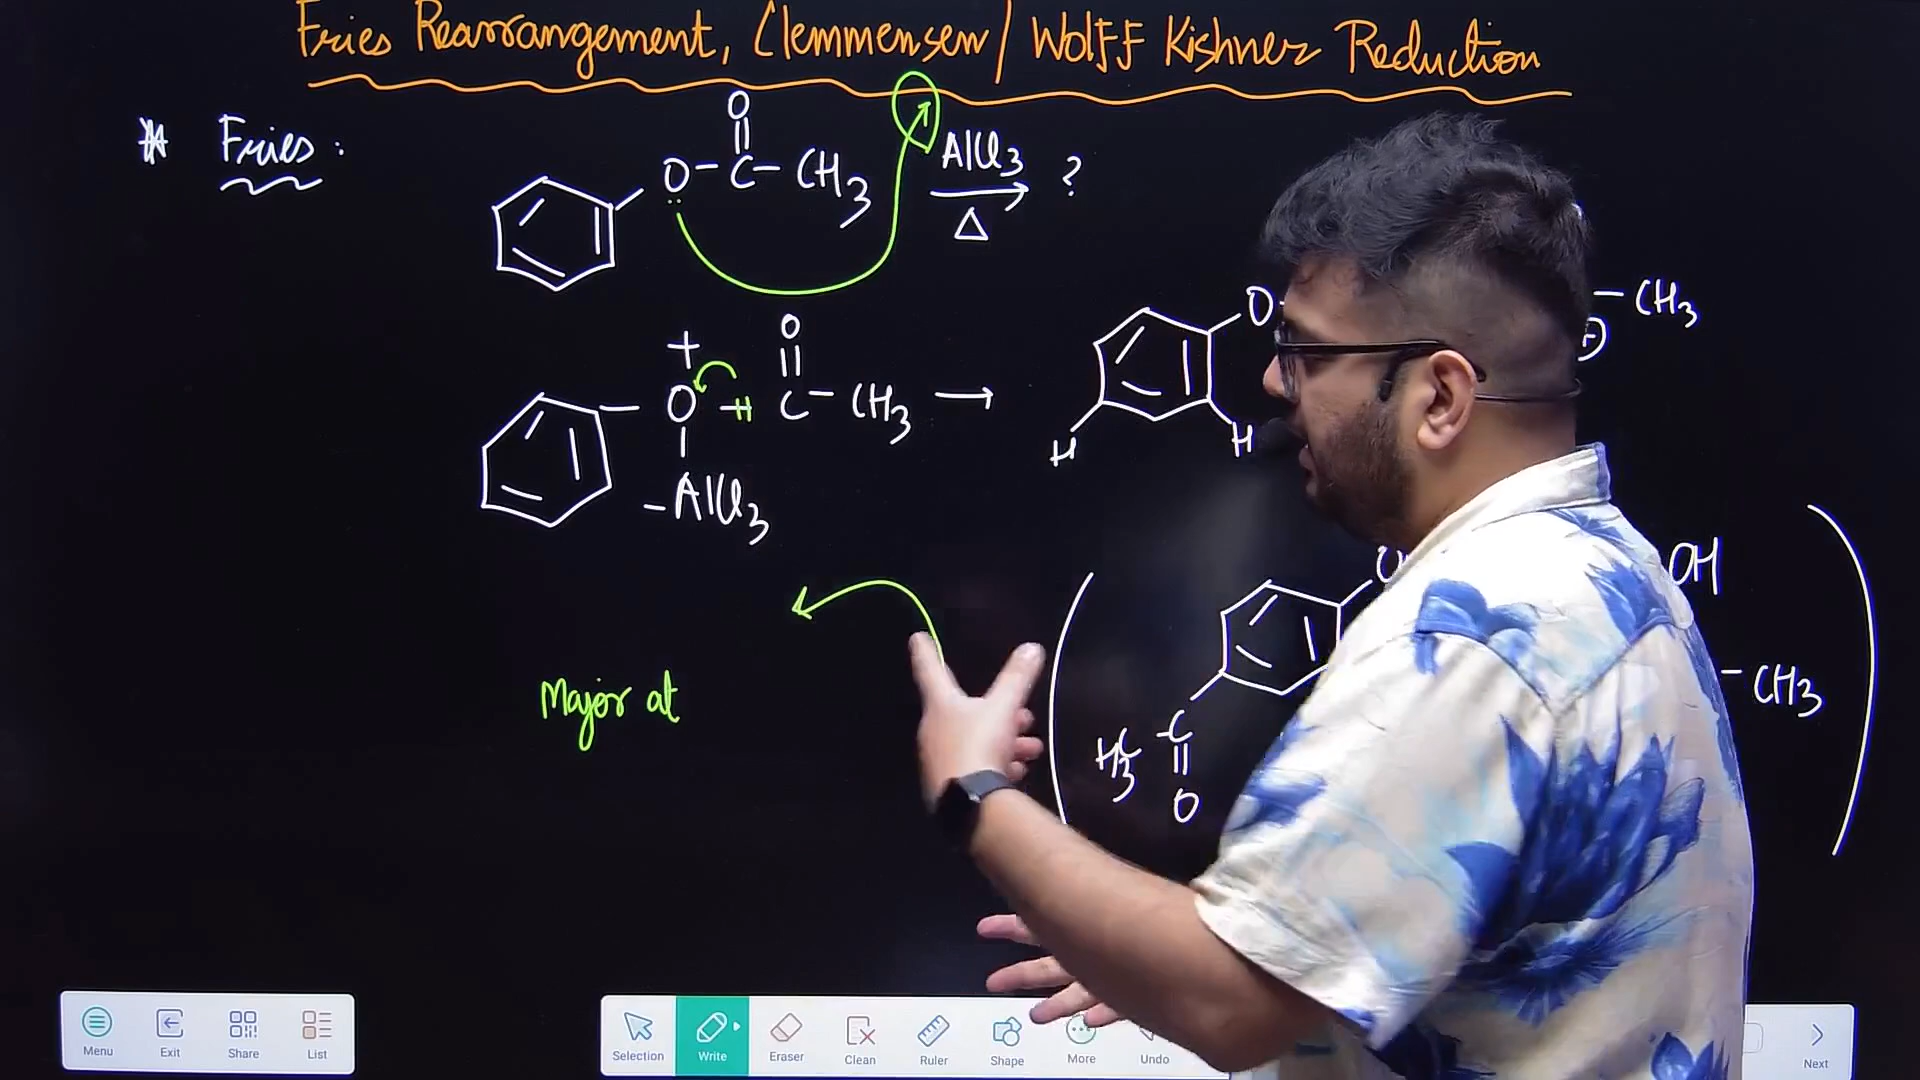 Fries Rearrangement, Clemmensen/ Wolff Kishner Reduction
* Fries:
O
O-C-CH3
AlCl3
Δ
?
+
O
O-C-CH3
-AlCl3
O
-CH3
H
H
Major at
O
OH
H3C-C
O
-CH3
Menu
Exit
Share
List
Selection
Write
Eraser
Clean
Ruler
Shape
More
Undo
Next